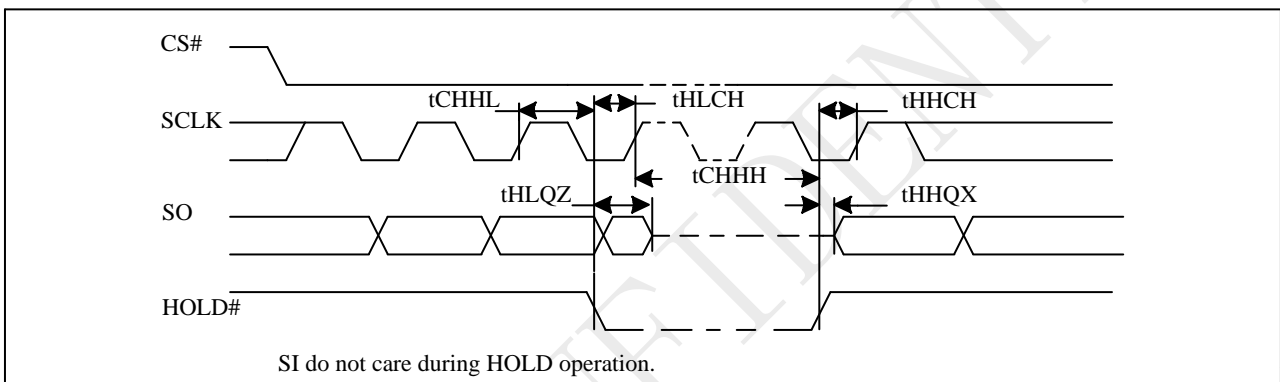 CS#
tCHHL tHLCH tHHCH
SCLK
tCHHH
tHLQZ tHHQX
SO
HOLD#
SI do not care during HOLD operation.